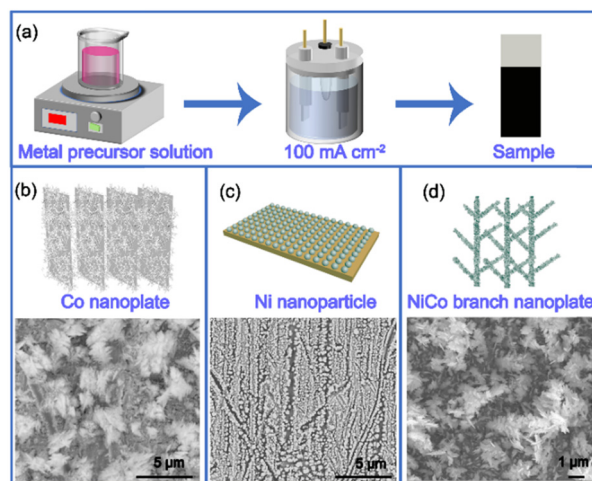 (a)
Metal precursor solution
100 mA cm⁻²
Sample
(b)
Co nanoplate
5 µm
(c)
Ni nanoparticle
5 µm
(d)
NiCo branch nanoplate
1 µm